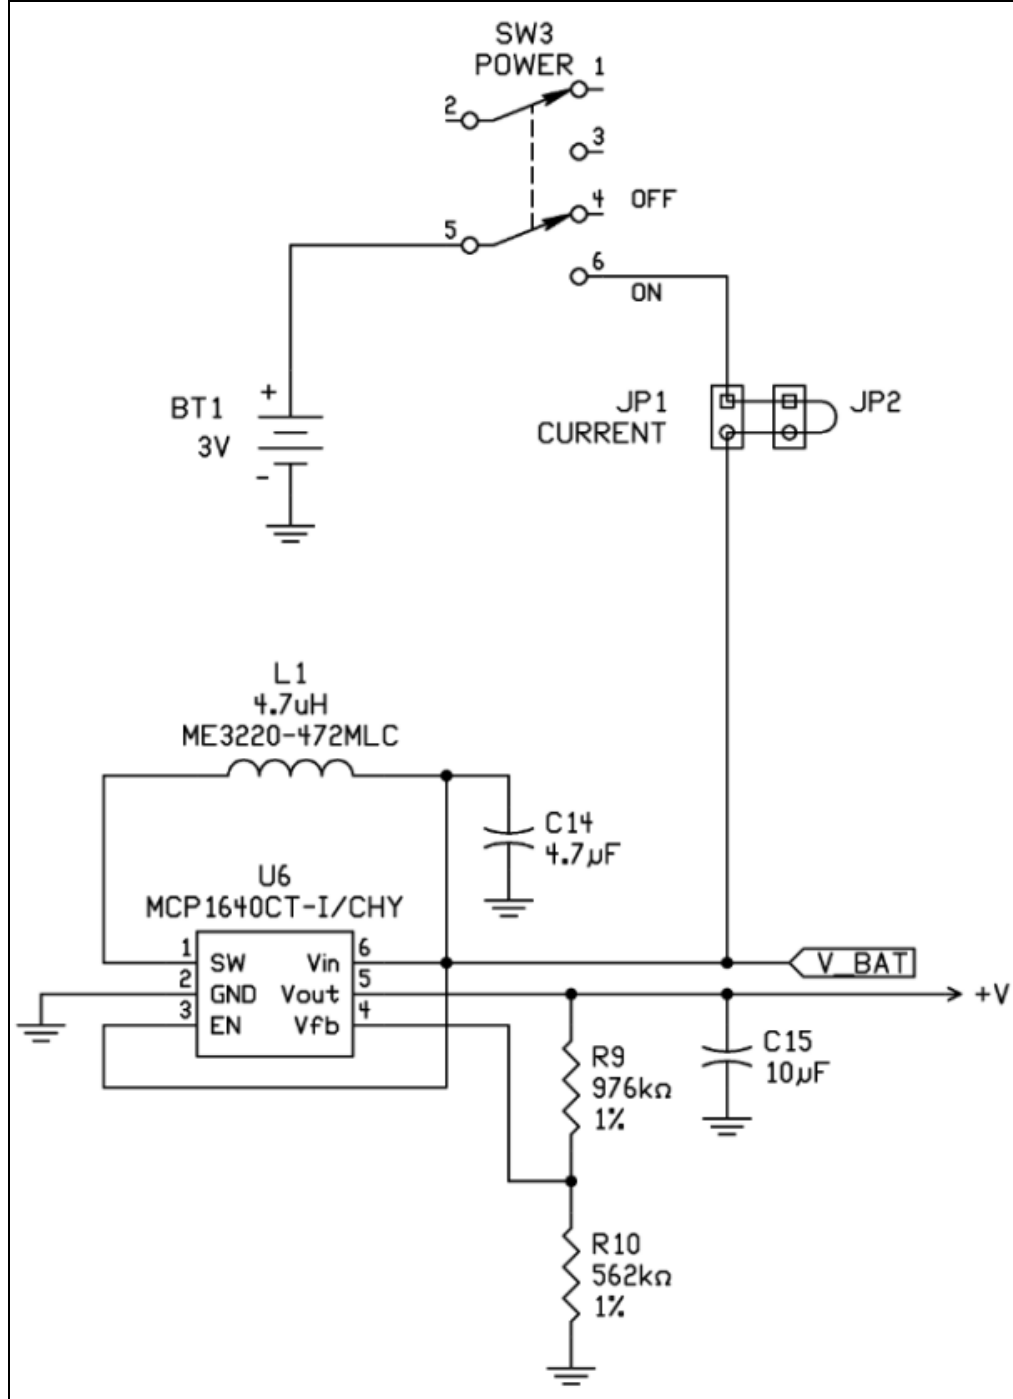 SW3
POWER
1
2
3
4 OFF
5
6
ON
+
BT1
3V
-
JP1
CURRENT
JP2
L1
4.7uH
ME3220-472MLC
C14
4.7µF
U6
MCP1640CT-I/CHY
1 SW Vin 6
2 GND Vout 5
3 EN Vfb 4
V_BAT
+V
R9
976kΩ
1%
C15
10µF
R10
562kΩ
1%